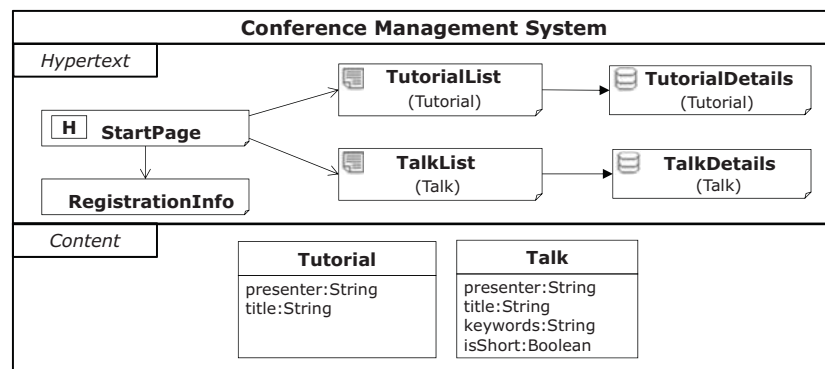 Conference Management System
Hypertext
TutorialList
(Tutorial)
TutorialDetails
(Tutorial)
H StartPage
TalkList
(Talk)
TalkDetails
(Talk)
RegistrationInfo
Content
Tutorial
presenter:String
title:String
Talk
presenter:String
title:String
keywords:String
isShort:Boolean